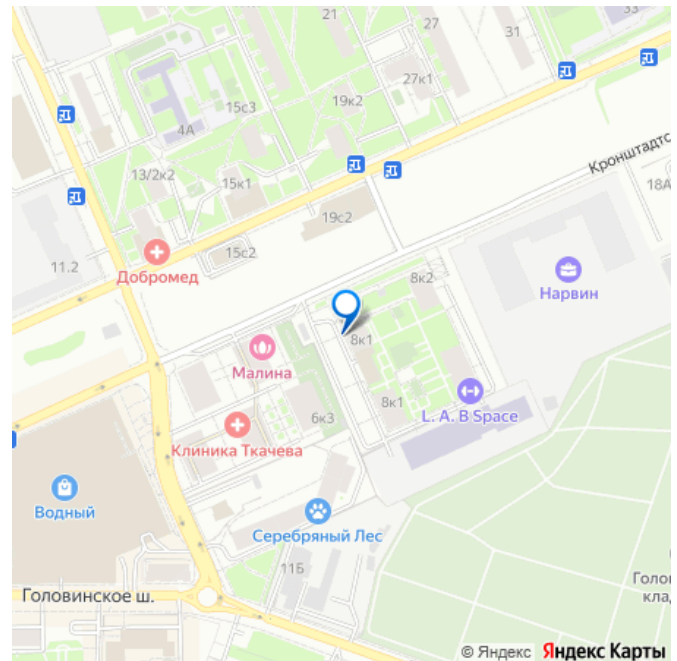 21
27
31
33
27к1
15с3
19к2
4А
13/2к2
15к1
Кронштадтс
18А
19с2
15с2
Добромед
11.2
8к2
Нарвин
8к1
Малина
8к1
6к3
L. A. B Space
Клиника Ткачева
Водный
Серебряный Лес
11Б
Голо
кла
Головинское ш.
© Яндекс Яндекс Карты